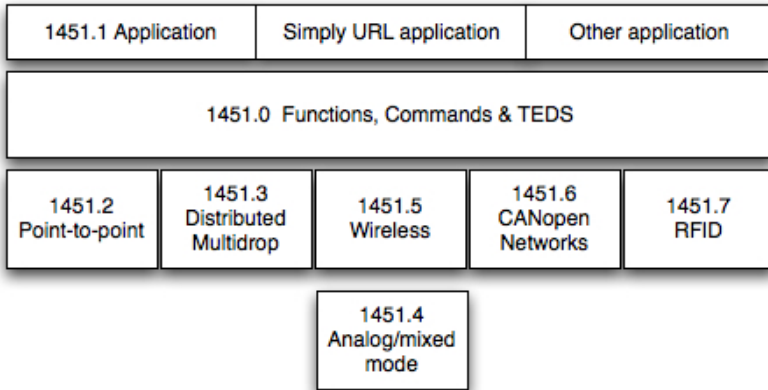 1451.1 Application
Simply URL application
Other application
1451.0 Functions, Commands & TEDS
1451.2
Point-to-point
1451.3
Distributed
Multidrop
1451.5
Wireless
1451.6
CANopen
Networks
1451.7
RFID
1451.4
Analog/mixed
mode